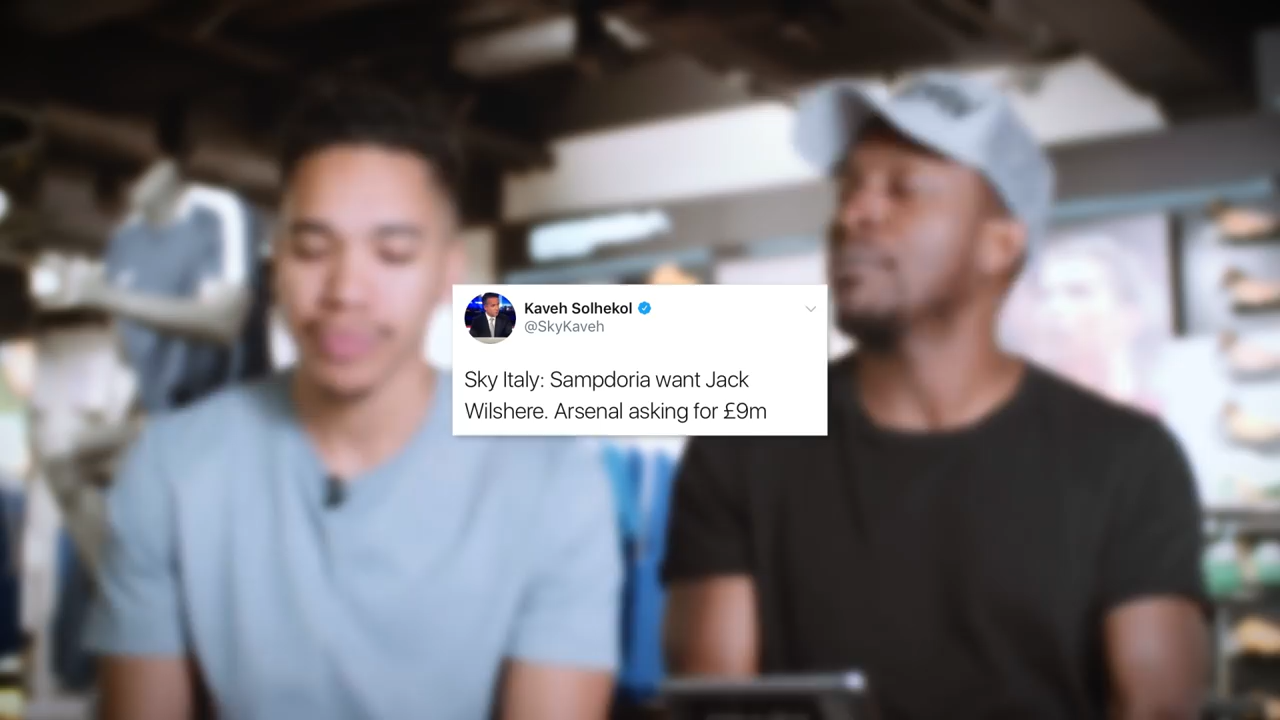 Kaveh Solhekol
@SkyKaveh
Sky Italy: Sampdoria want Jack
Wilshere. Arsenal asking for £9m